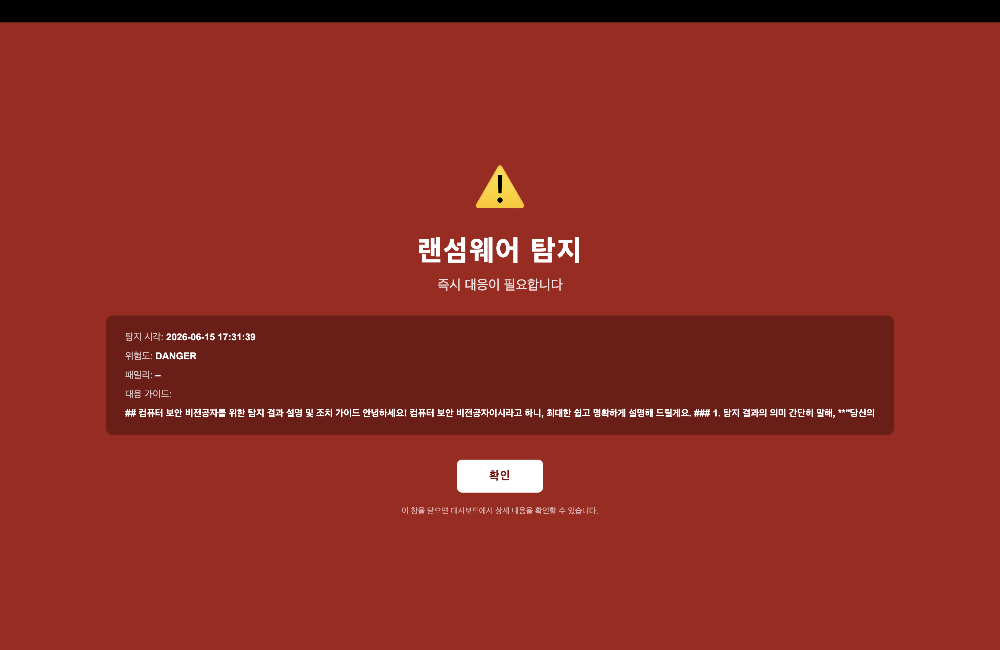 랜섬웨어 탐지
즉시 대응이 필요합니다
탐지 시각: 2026-06-15 17:31:39
위험도: DANGER
패밀리: –
대응 가이드:
## 컴퓨터 보안 비전공자를 위한 탐지 결과 설명 및 조치 가이드 안녕하세요! 컴퓨터 보안 비전공자이시라고 하니, 최대한 쉽고 명확하게 설명해 드릴게요. ### 1. 탐지 결과의 의미 간단히 말해, **"당신의
확인
이 창을 닫으면 대시보드에서 상세 내용을 확인할 수 있습니다.